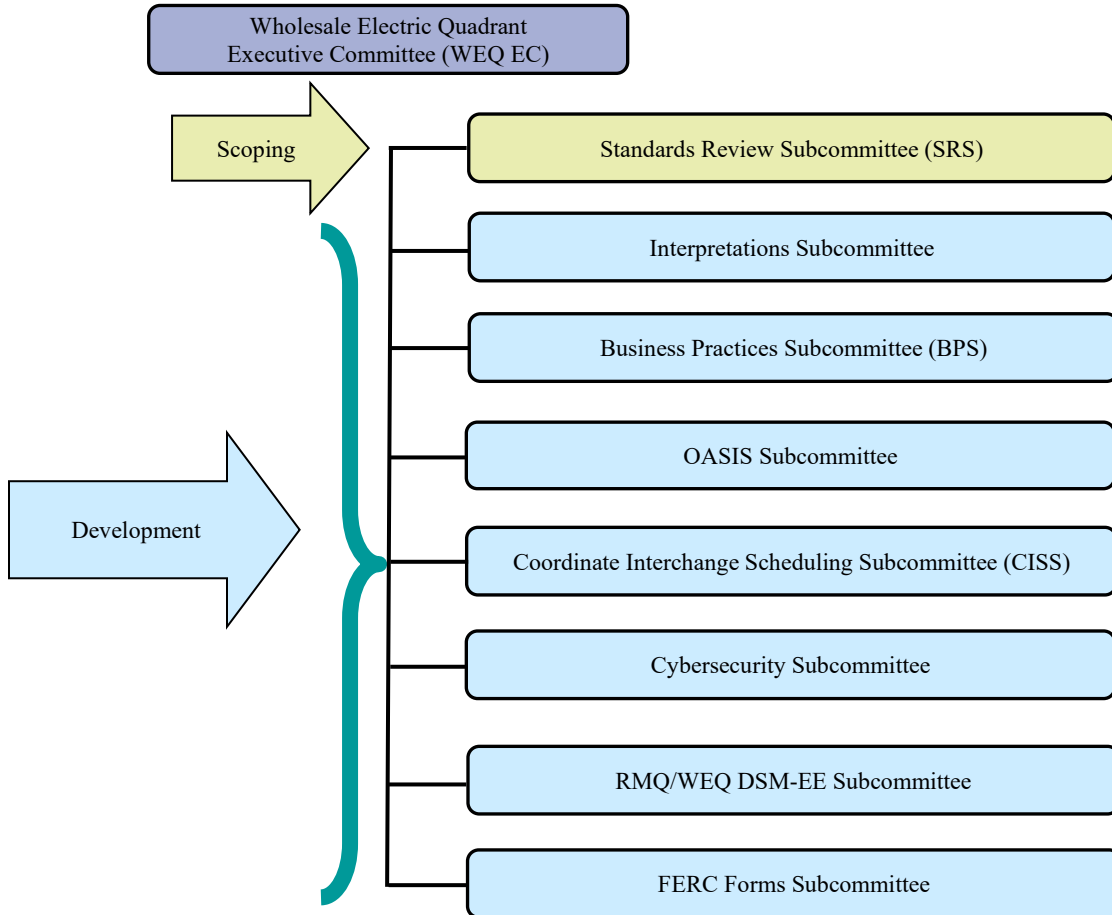 Wholesale Electric Quadrant
Executive Committee (WEQ EC)
Scoping
Standards Review Subcommittee (SRS)
Interpretations Subcommittee
Business Practices Subcommittee (BPS)
OASIS Subcommittee
Development
Coordinate Interchange Scheduling Subcommittee (CISS)
Cybersecurity Subcommittee
RMQ/WEQ DSM-EE Subcommittee
FERC Forms Subcommittee